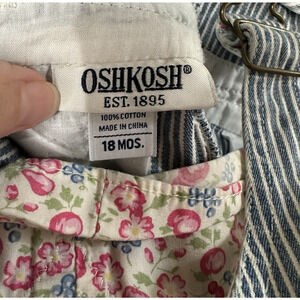 OSHKOSH®
EST. 1895
100% COTTON
MADE IN CHINA
18 MOS.